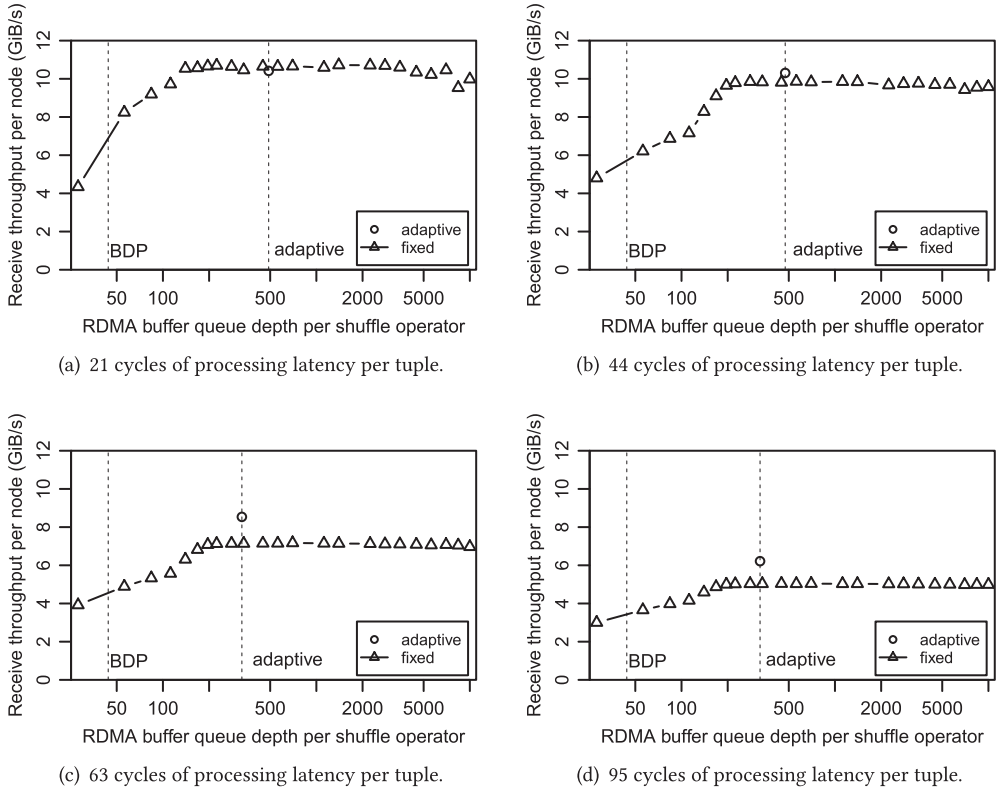 Receive throughput per node (GiB/s)
12
10
8
6
4
2
0
BDP
adaptive
adaptive
fixed
50 100 500 2000 5000
RDMA buffer queue depth per shuffle operator
(a) 21 cycles of processing latency per tuple.
Receive throughput per node (GiB/s)
12
10
8
6
4
2
0
BDP
adaptive
adaptive
fixed
50 100 500 2000 5000
RDMA buffer queue depth per shuffle operator
(b) 44 cycles of processing latency per tuple.
Receive throughput per node (GiB/s)
12
10
8
6
4
2
0
BDP
adaptive
adaptive
fixed
50 100 500 2000 5000
RDMA buffer queue depth per shuffle operator
(c) 63 cycles of processing latency per tuple.
Receive throughput per node (GiB/s)
12
10
8
6
4
2
0
BDP
adaptive
adaptive
fixed
50 100 500 2000 5000
RDMA buffer queue depth per shuffle operator
(d) 95 cycles of processing latency per tuple.